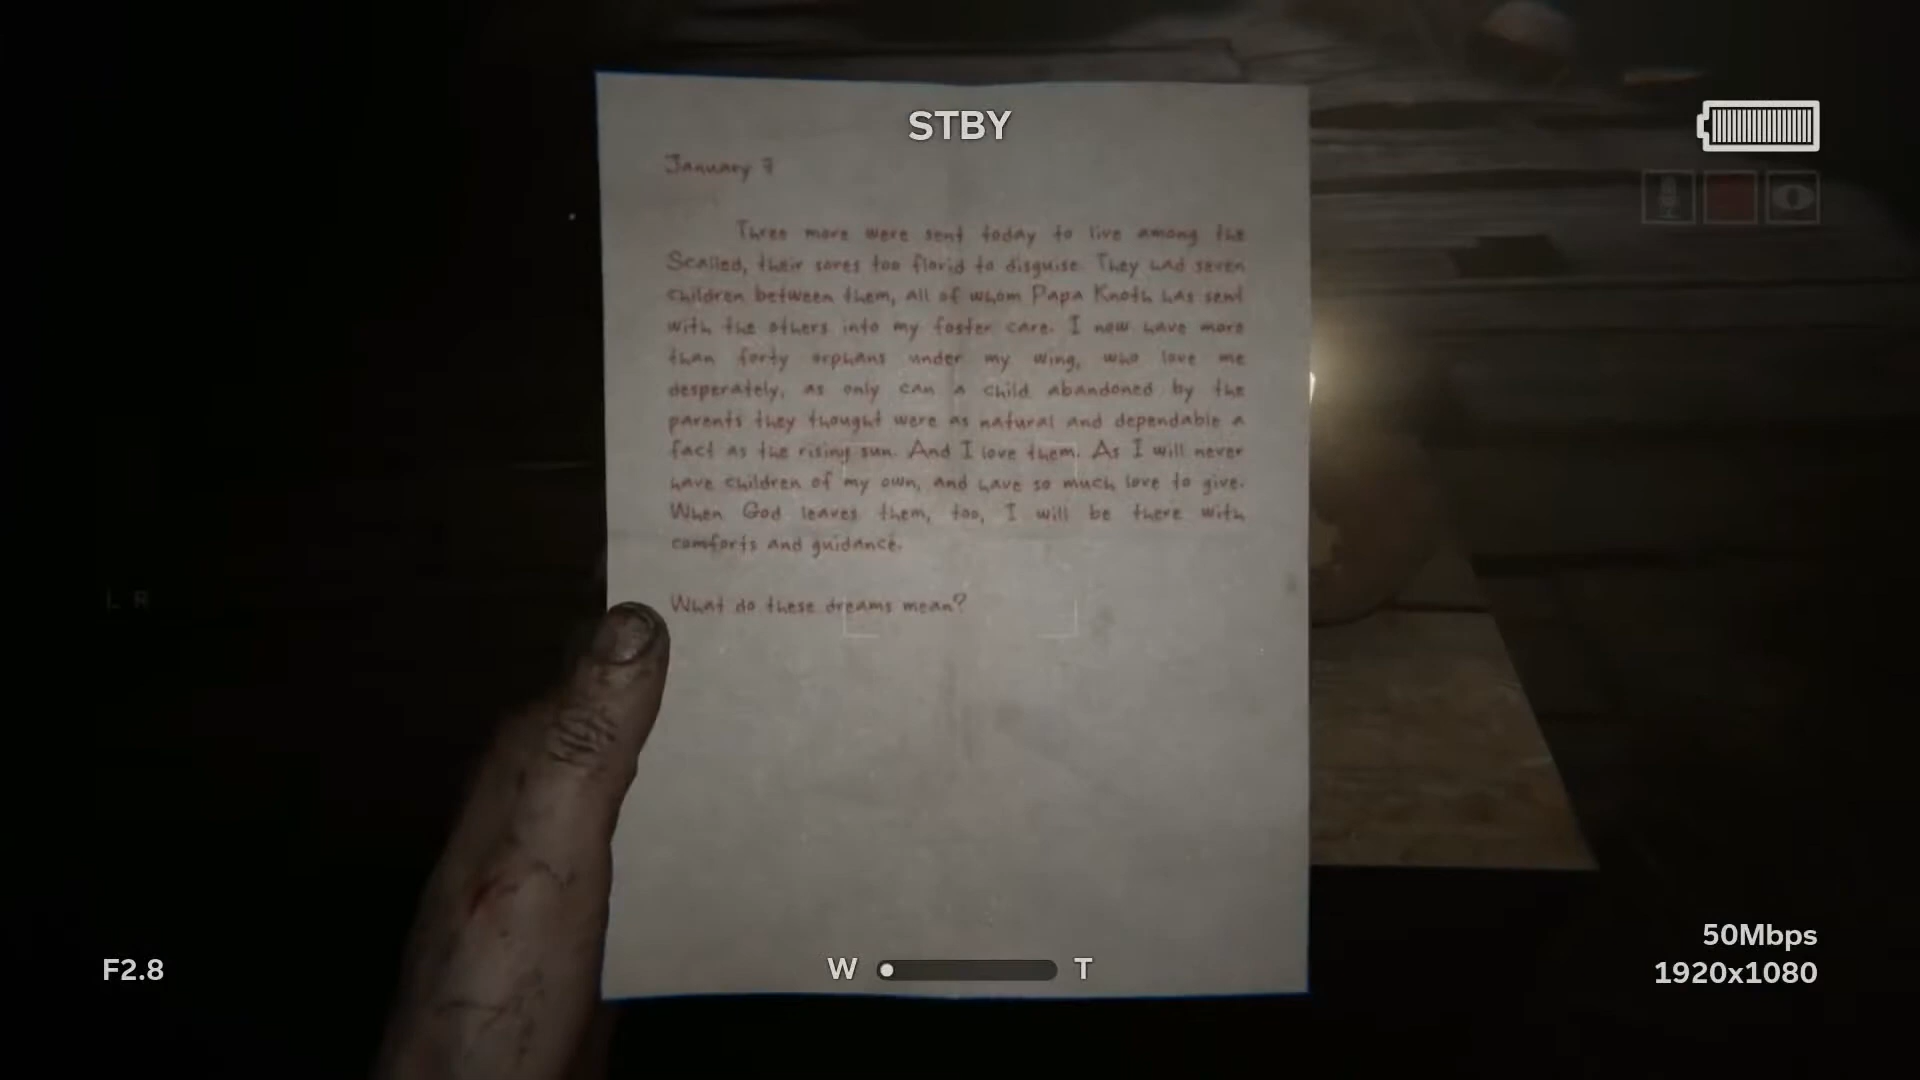 STBY
January 7
Three more were sent today to live among the
Scalled, their sores too florid to disguise. They had seven
children between them, all of whom Papa Knoth has sent
with the others into my foster care. I now have more
than forty orphans under my wing, who love me
desperately, as only can a child abandoned by the
parents they thought were as natural and dependable a
fact as the rising sun. And I love them. As I will never
have children of my own, and have so much love to give.
When God leaves them, too, I will be there with
comforts and guidance.
What do these dreams mean?
L R
F2.8
W T
50Mbps
1920x1080